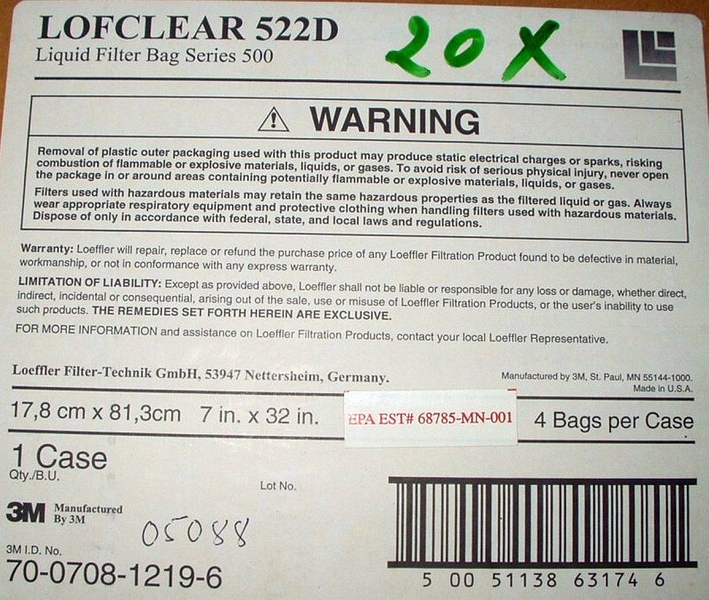 LOFCLEAR 522D
Liquid Filter Bag Series 500
20 X
WARNING
Removal of plastic outer packaging used with this product may produce static electrical charges or sparks, risking
combustion of flammable or explosive materials, liquids, or gases. To avoid risk of serious physical injury, never open
the package in or around areas containing potentially flammable or explosive materials, liquids, or gases.
Filters used with hazardous materials may retain the same hazardous properties as the filtered liquid or gas. Always
wear appropriate respiratory equipment and protective clothing when handling filters used with hazardous materials.
Dispose of only in accordance with federal, state, and local laws and regulations.
Warranty: Loeffler will repair, replace or refund the purchase price of any Loeffler Filtration Product found to be defective in material,
workmanship, or not in conformance with any express warranty.
LIMITATION OF LIABILITY: Except as provided above, Loeffler shall not be liable or responsible for any loss or damage, whether direct,
indirect, incidental or consequential, arising out of the sale, use or misuse of Loeffler Filtration Products, or the user's inability to use
such products. THE REMEDIES SET FORTH HEREIN ARE EXCLUSIVE.
FOR MORE INFORMATION and assistance on Loeffler Filtration Products, contact your local Loeffler Representative.
Loeffler Filter-Technik GmbH, 53947 Nettersheim, Germany.
Manufactured by 3M, St. Paul, MN 55144-1000.
Made in U.S.A.
17,8 cm x 81,3cm 7 in. x 32 in.
EPA EST# 68785-MN-001
4 Bags per Case
1 Case
Qty./B.U.
Lot No.
3M Manufactured
By 3M
05088
3M I.D. No.
70-0708-1219-6
5 00 51138 63174 6